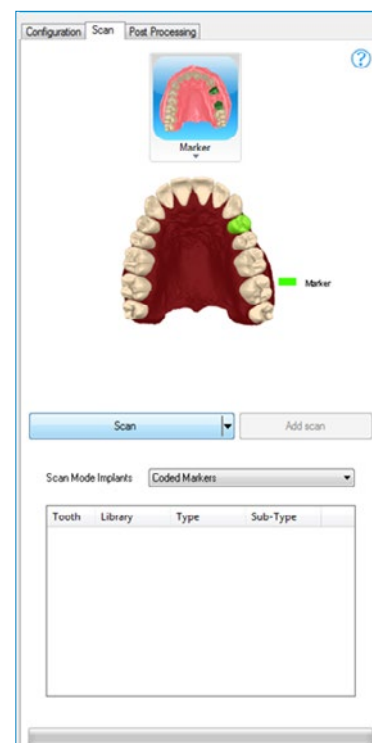 Configuration Scan Post Processing
?
Marker
Marker
Scan Add scan
Scan Mode Implants Coded Markers
Tooth Library Type Sub-Type